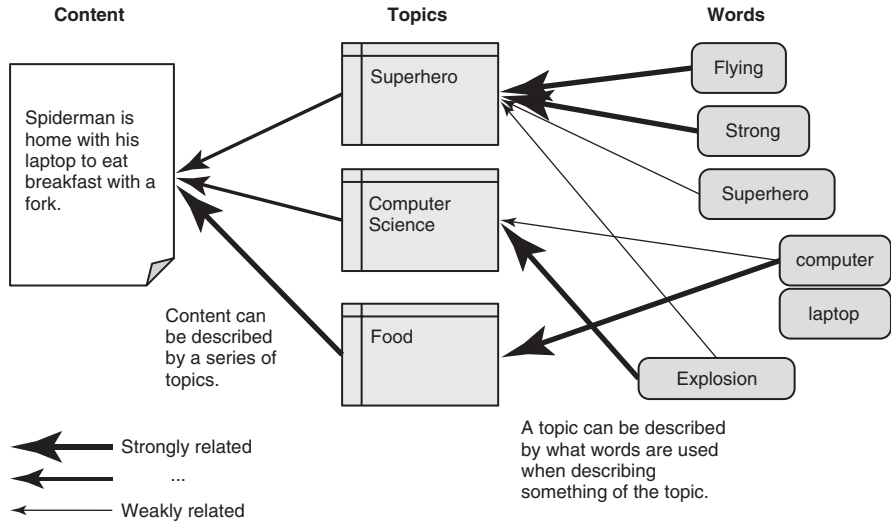 Content
Topics
Words
Spiderman is
home with his
laptop to eat
breakfast with a
fork.
Superhero
Computer
Science
Food
Flying
Strong
Superhero
computer
laptop
Explosion
Content can
be described
by a series of
topics.
A topic can be described
by what words are used
when describing
something of the topic.
Strongly related
...
Weakly related